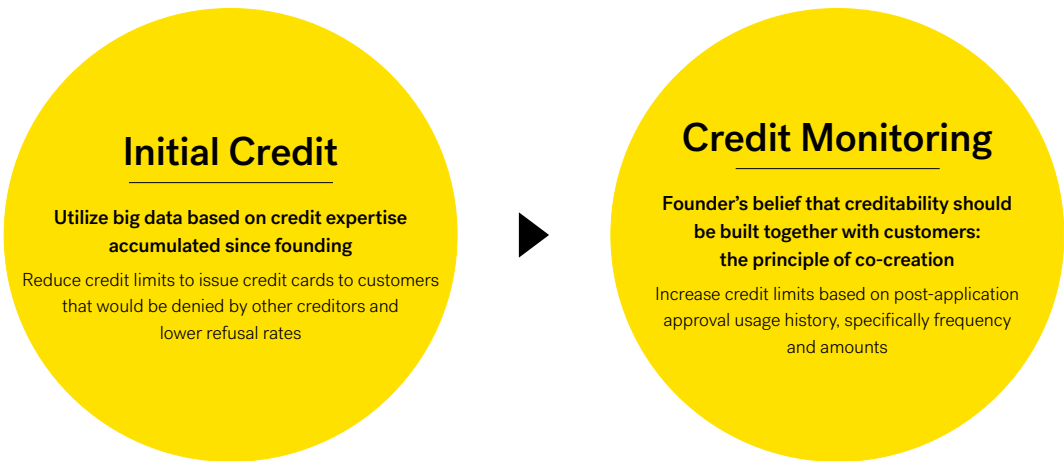 Initial Credit
Utilize big data based on credit expertise
accumulated since founding
Reduce credit limits to issue credit cards to customers
that would be denied by other creditors and
lower refusal rates
Credit Monitoring
Founder’s belief that creditability should
be built together with customers:
the principle of co-creation
Increase credit limits based on post-application
approval usage history, specifically frequency
and amounts